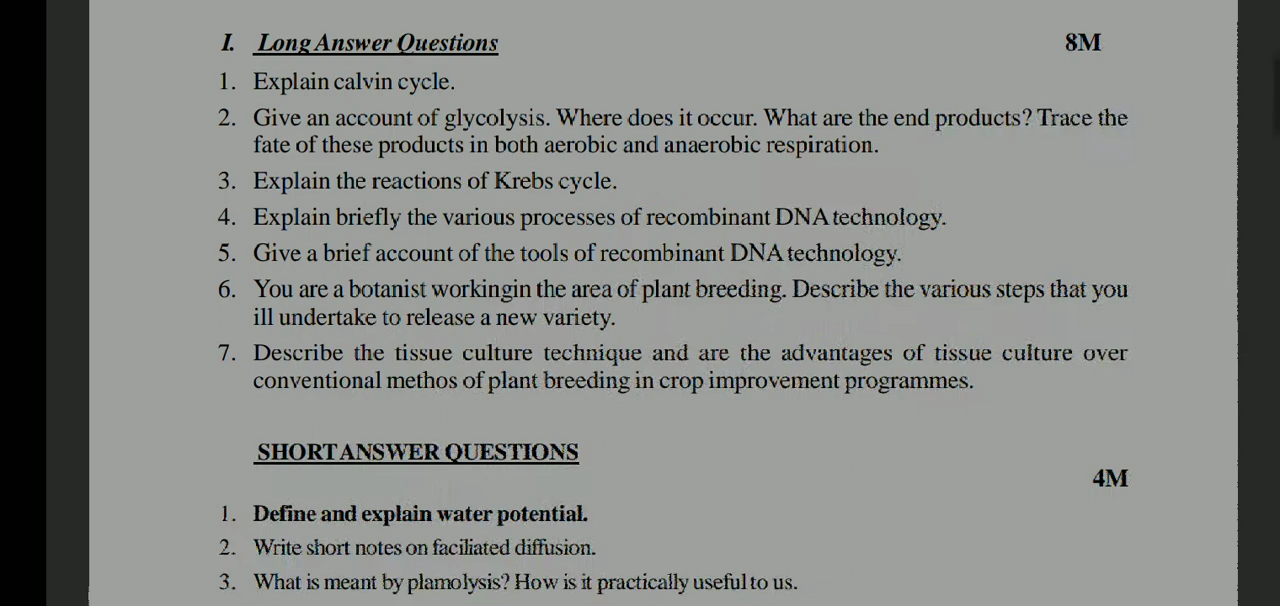 I. Long Answer Questions 8M
1. Explain calvin cycle.
2. Give an account of glycolysis. Where does it occur. What are the end products? Trace the
fate of these products in both aerobic and anaerobic respiration.
3. Explain the reactions of Krebs cycle.
4. Explain briefly the various processes of recombinant DNA technology.
5. Give a brief account of the tools of recombinant DNA technology.
6. You are a botanist workingin the area of plant breeding. Describe the various steps that you
ill undertake to release a new variety.
7. Describe the tissue culture technique and are the advantages of tissue culture over
conventional methos of plant breeding in crop improvement programmes.
SHORT ANSWER QUESTIONS
4M
1. Define and explain water potential.
2. Write short notes on faciliated diffusion.
3. What is meant by plamolysis? How is it practically useful to us.